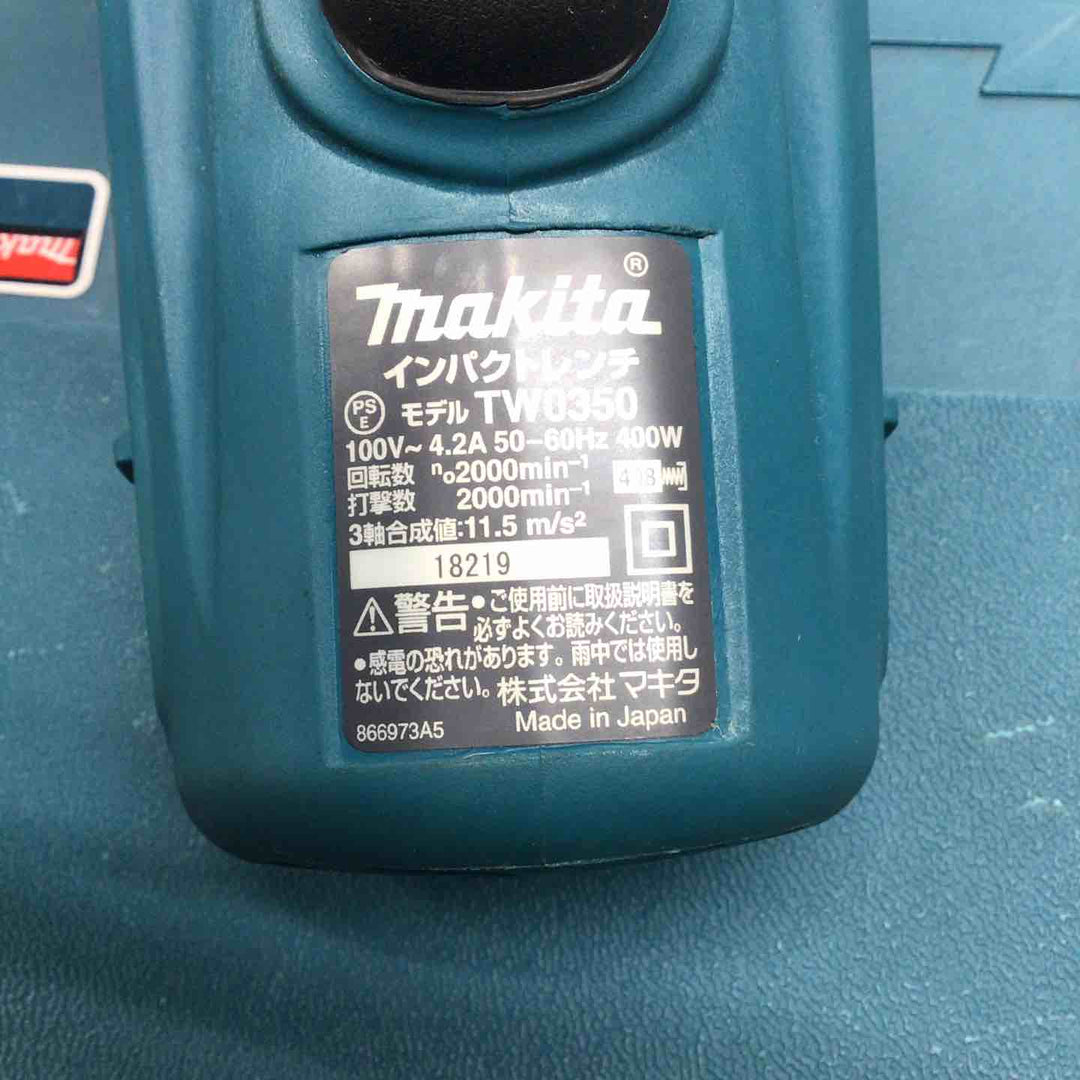 makita ®
インパクトレンチ
PS E モデル TW0350
100V~ 4.2A 50-60Hz 400W
回転数 n₀2000min⁻¹
打撃数 2000min⁻¹
408
3軸合成値:11.5 m/s²
18219
警告 •ご使用前に取扱説明書を
必ずよくお読みください。
•感電の恐れがあります。雨中では使用し
ないでください。株式会社マキタ
866973A5 Made in Japan
mak